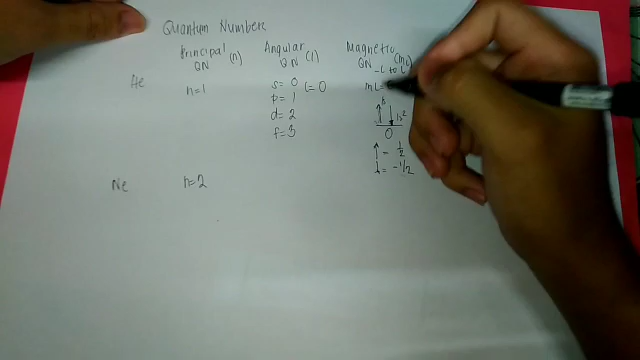 Quantum Numbers
Principal QN (n)
Angular QN (l)
Magnetic QN (ml)
-l to l
He
n=1
s= 0
l=0
p= 1
d= 2
f= 3
1s²
0
↑ = 1/2
↓ = -1/2
Ne
n=2